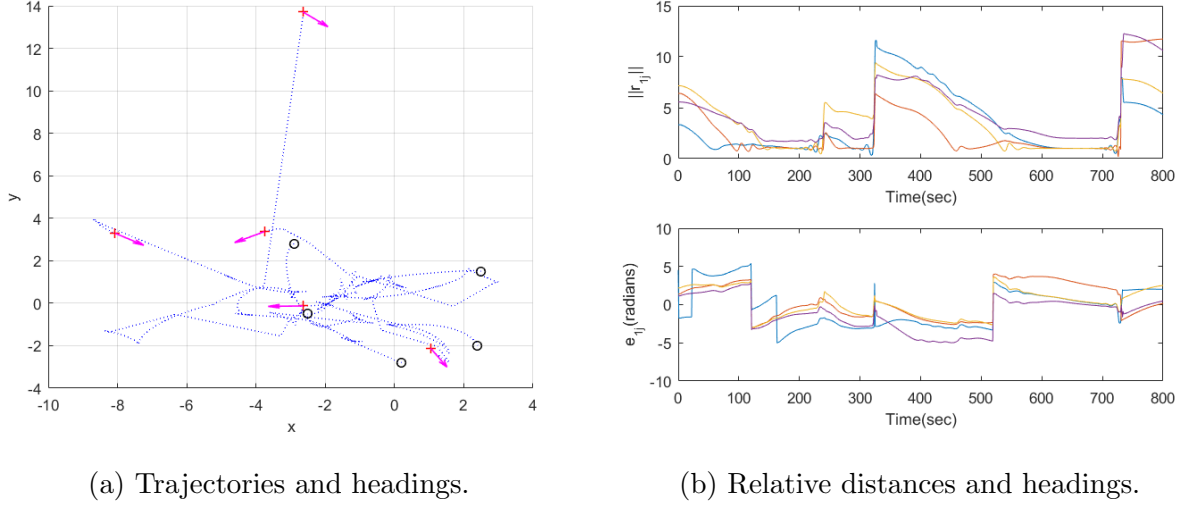 14
12
10
8
6
4
2
0
-2
-4
y
-10 -8 -6 -4 -2 0 2 4
x
15
10
5
0
||r1j||
0 100 200 300 400 500 600 700 800
Time(sec)
10
5
0
-5
-10
e1j(radians)
0 100 200 300 400 500 600 700 800
Time(sec)
(a) Trajectories and headings.
(b) Relative distances and headings.